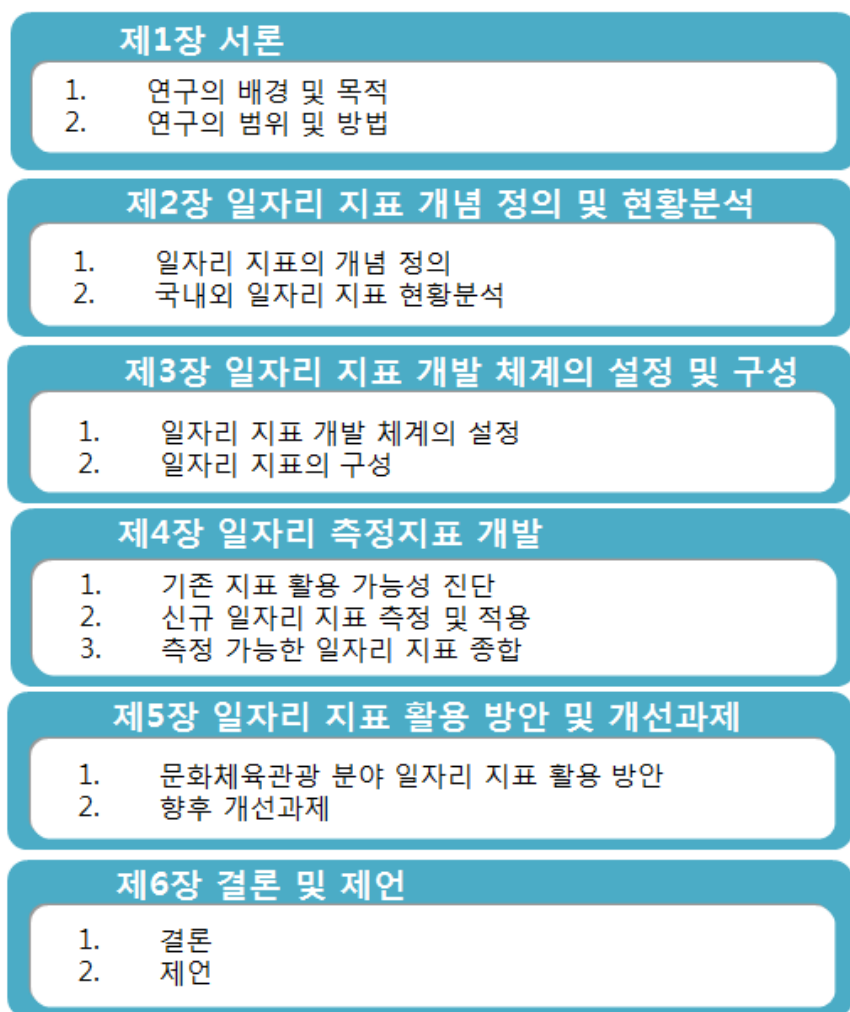 제1장 서론
1. 연구의 배경 및 목적
2. 연구의 범위 및 방법
제2장 일자리 지표 개념 정의 및 현황분석
1. 일자리 지표의 개념 정의
2. 국내외 일자리 지표 현황분석
제3장 일자리 지표 개발 체계의 설정 및 구성
1. 일자리 지표 개발 체계의 설정
2. 일자리 지표의 구성
제4장 일자리 측정지표 개발
1. 기존 지표 활용 가능성 진단
2. 신규 일자리 지표 측정 및 적용
3. 측정 가능한 일자리 지표 종합
제5장 일자리 지표 활용 방안 및 개선과제
1. 문화체육관광 분야 일자리 지표 활용 방안
2. 향후 개선과제
제6장 결론 및 제언
1. 결론
2. 제언